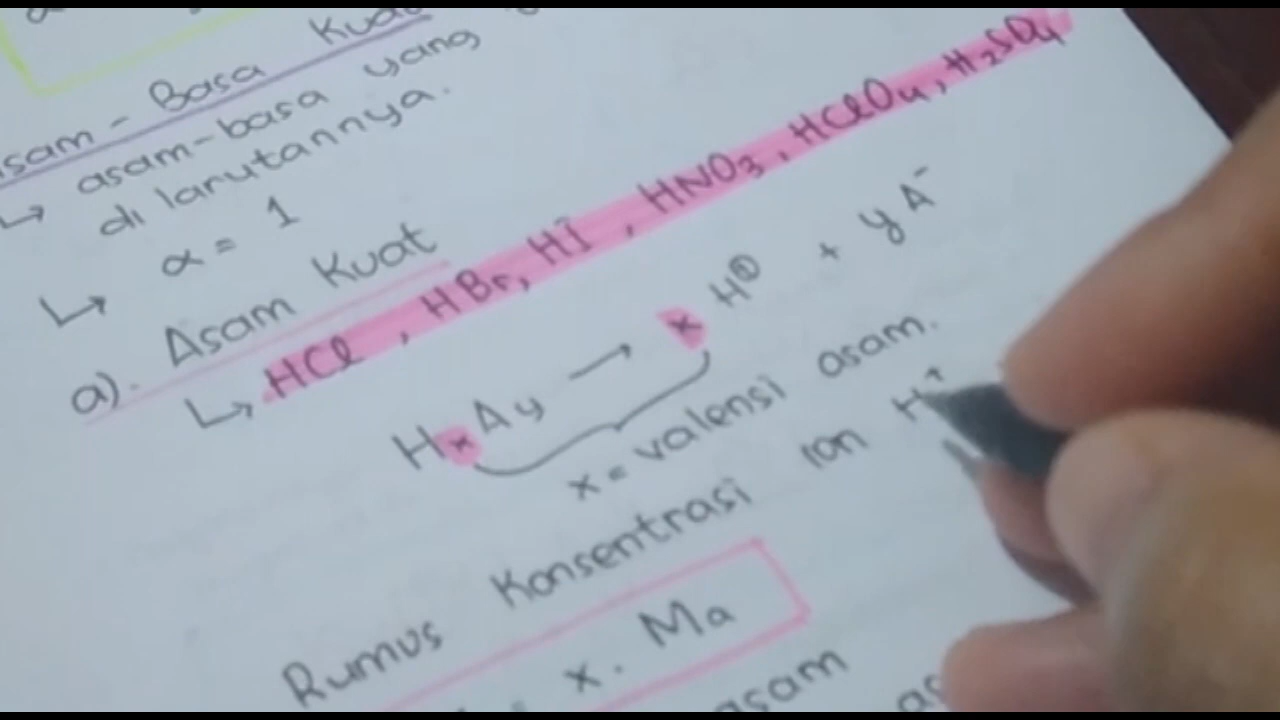 Asam - Basa Kuat
↳ asam-basa yang
di larutannya.
↳ α = 1
a). Asam Kuat
↳ HCl, HBr, HI, HNO3, HClO4, H2SO4
HxAy → x H⊕ + y A⁻
x = valensi asam.
Rumus Konsentrasi ion H⁺
x. Ma
asam